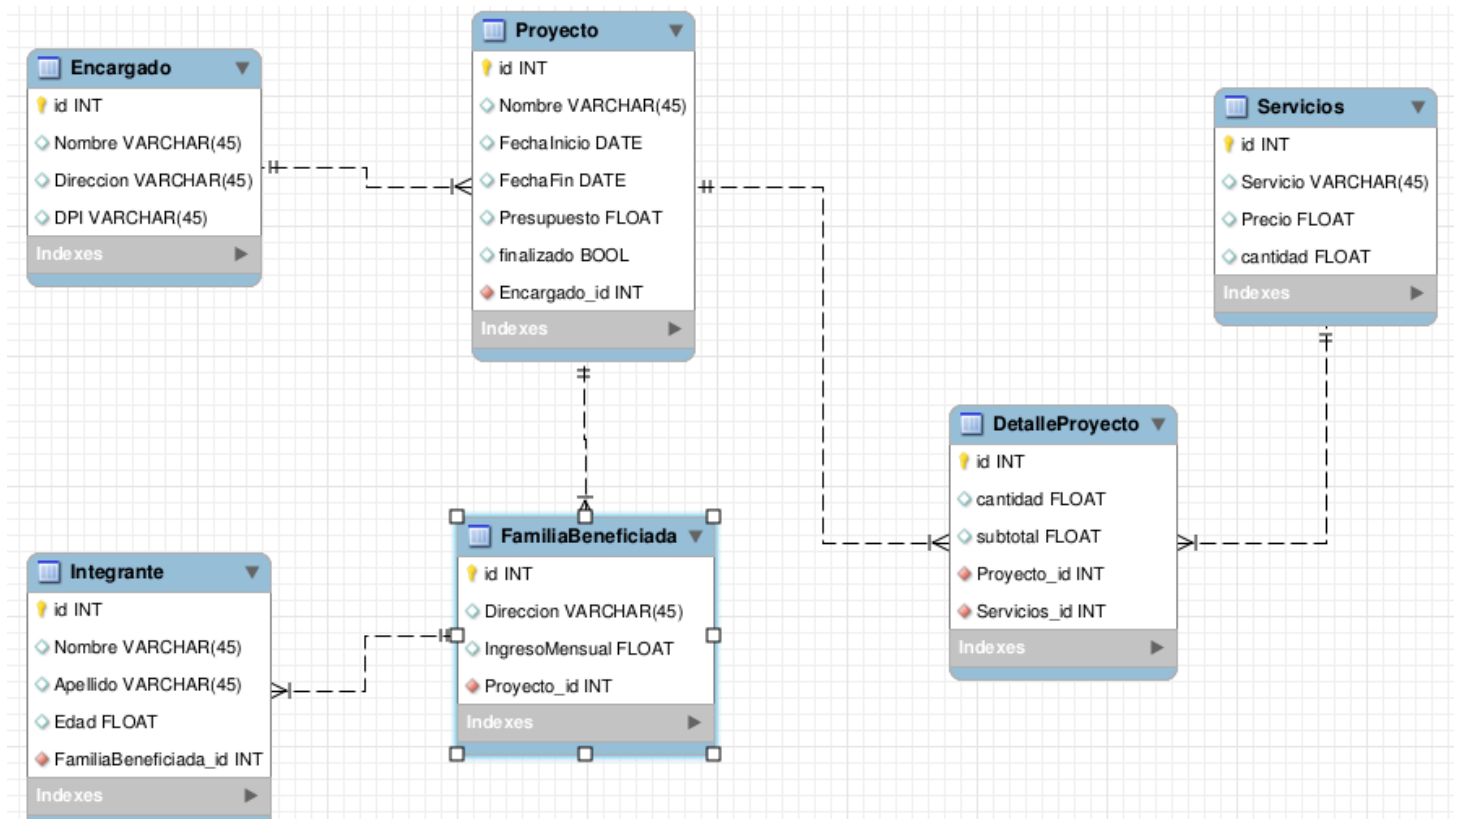 Encargado
id INT
Nombre VARCHAR(45)
Direccion VARCHAR(45)
DPI VARCHAR(45)
Indexes
Proyecto
id INT
Nombre VARCHAR(45)
FechaInicio DATE
FechaFin DATE
Presupuesto FLOAT
finalizado BOOL
Encargado_id INT
Indexes
Servicios
id INT
Servicio VARCHAR(45)
Precio FLOAT
cantidad FLOAT
Indexes
DetalleProyecto
id INT
cantidad FLOAT
subtotal FLOAT
Proyecto_id INT
Servicios_id INT
Indexes
FamiliaBeneficiada
id INT
Direccion VARCHAR(45)
IngresoMensual FLOAT
Proyecto_id INT
Indexes
Integrante
id INT
Nombre VARCHAR(45)
Apellido VARCHAR(45)
Edad FLOAT
FamiliaBeneficiada_id INT
Indexes